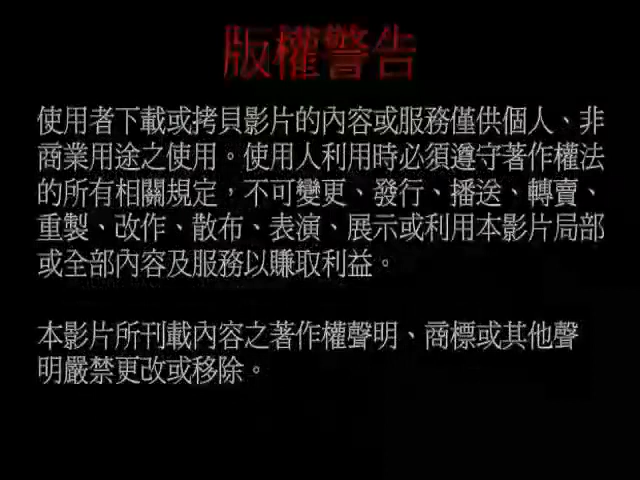 版權警告
使用者下載或拷貝影片的內容或服務僅供個人、非
商業用途之使用。使用人利用時必須遵守著作權法
的所有相關規定，不可變更、發行、播送、轉賣、
重製、改作、散布、表演、展示或利用本影片局部
或全部內容及服務以賺取利益。
本影片所刊載內容之著作權聲明、商標或其他聲
明嚴禁更改或移除。